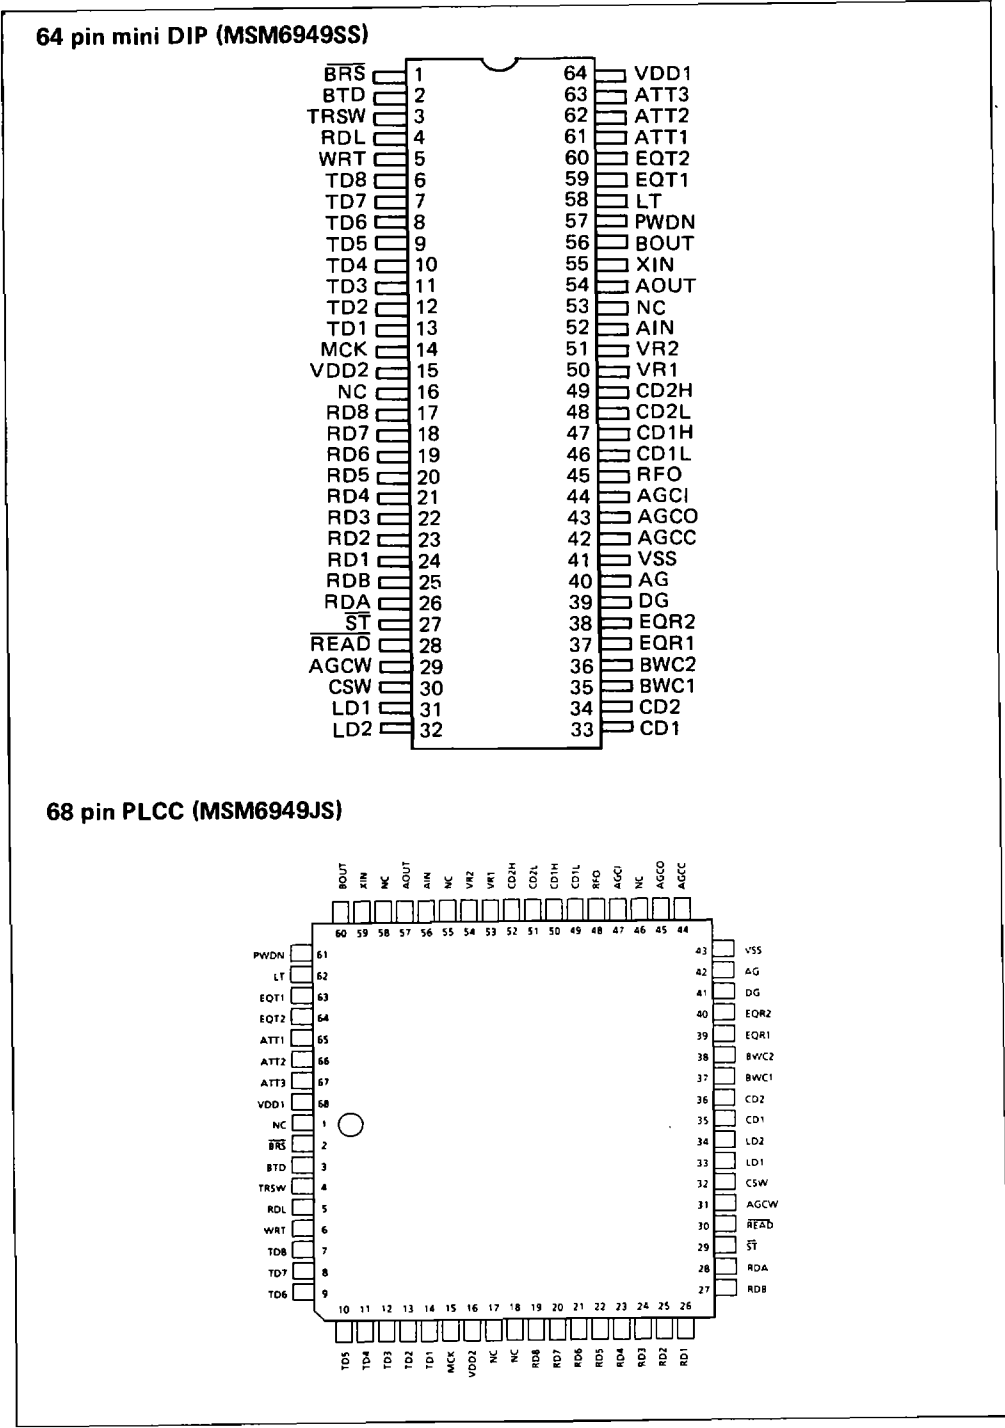 64 pin mini DIP (MSM6949SS)
BRS 1 64 VDD1
BTD 2 63 ATT3
TRSW 3 62 ATT2
RDL 4 61 ATT1
WRT 5 60 EQT2
TD8 6 59 EQT1
TD7 7 58 LT
TD6 8 57 PWDN
TD5 9 56 BOUT
TD4 10 55 XIN
TD3 11 54 AOUT
TD2 12 53 NC
TD1 13 52 AIN
MCK 14 51 VR2
VDD2 15 50 VR1
NC 16 49 CD2H
RD8 17 48 CD2L
RD7 18 47 CD1H
RD6 19 46 CD1L
RD5 20 45 RFO
RD4 21 44 AGCI
RD3 22 43 AGCO
RD2 23 42 AGCC
RD1 24 41 VSS
RDB 25 40 AG
RDA 26 39 DG
ST 27 38 EQR2
READ 28 37 EQR1
AGCW 29 36 BWC2
CSW 30 35 BWC1
LD1 31 34 CD2
LD2 32 33 CD1
68 pin PLCC (MSM6949JS)
BOUT XIN NC AOUT AIN NC VR2 VR1 CD2H CD2L CD1H CD1L RFO AGCI NC AGCO AGCC
60 59 58 57 56 55 54 53 52 51 50 49 48 47 46 45 44
PWDN 61 43 VSS
LT 62 42 AG
EQT1 63 41 DG
EQT2 64 40 EQR2
ATT1 65 39 EQR1
ATT2 66 38 BWC2
ATT3 67 37 BWC1
VDD1 68 36 CD2
NC 1 35 CD1
BRS 2 34 LD2
BTD 3 33 LD1
TRSW 4 32 CSW
RDL 5 31 AGCW
WRT 6 30 READ
TD8 7 29 ST
TD7 8 28 RDA
TD6 9 27 RDB
10 11 12 13 14 15 16 17 18 19 20 21 22 23 24 25 26
TD5 TD4 TD3 TD2 TD1 MCK VDD2 NC NC RD8 RD7 RD6 RD5 RD4 RD3 RD2 RD1